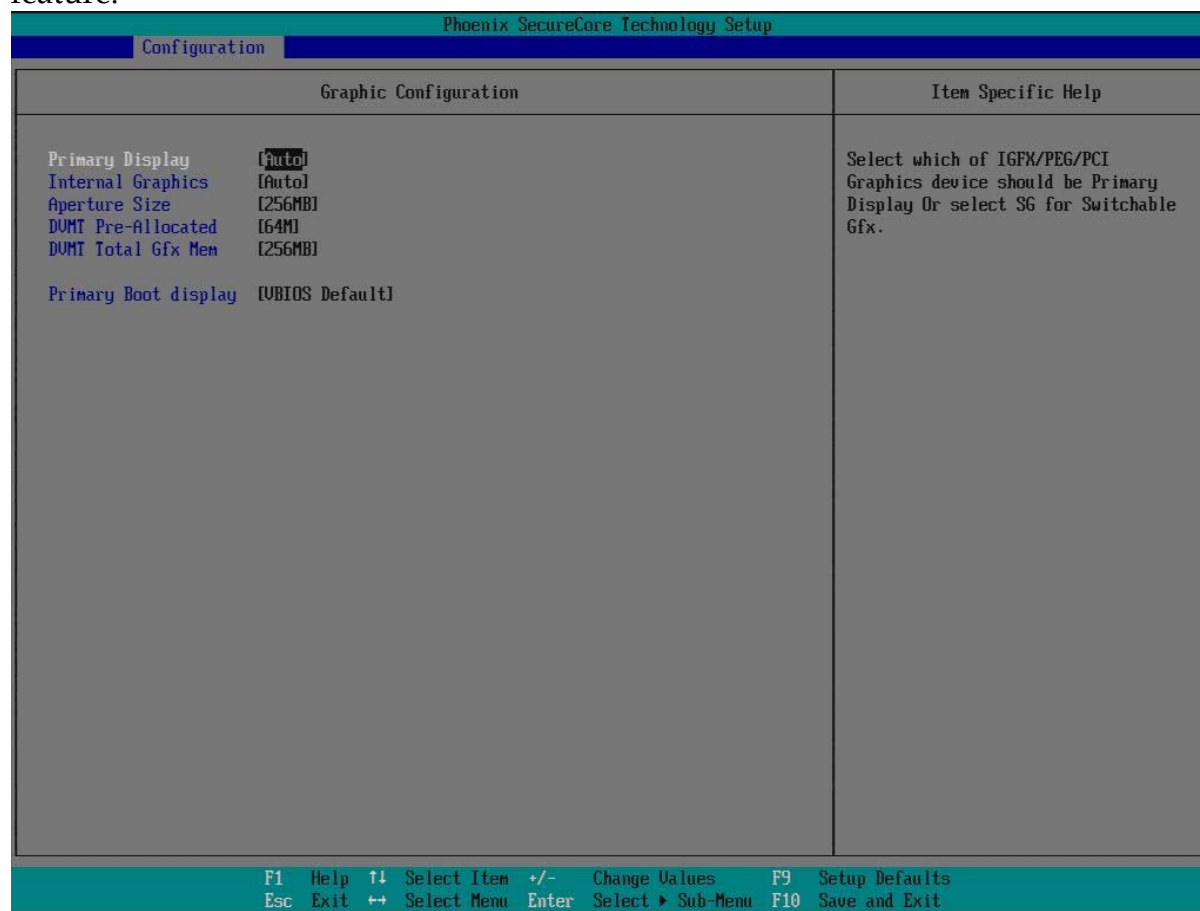 feature.
Phoenix SecureCore Technology Setup
Configuration
Graphic Configuration
Item Specific Help
Primary Display [Auto]
Internal Graphics [Auto]
Aperture Size [256MB]
DVMT Pre-Allocated [64M]
DVMT Total Gfx Mem [256MB]
Primary Boot display [VBIOS Default]
Select which of IGFX/PEG/PCI
Graphics device should be Primary
Display Or select SG for Switchable
Gfx.
F1 Help ↑↓ Select Item +/- Change Values F9 Setup Defaults
Esc Exit ↔ Select Menu Enter Select ▶ Sub-Menu F10 Save and Exit